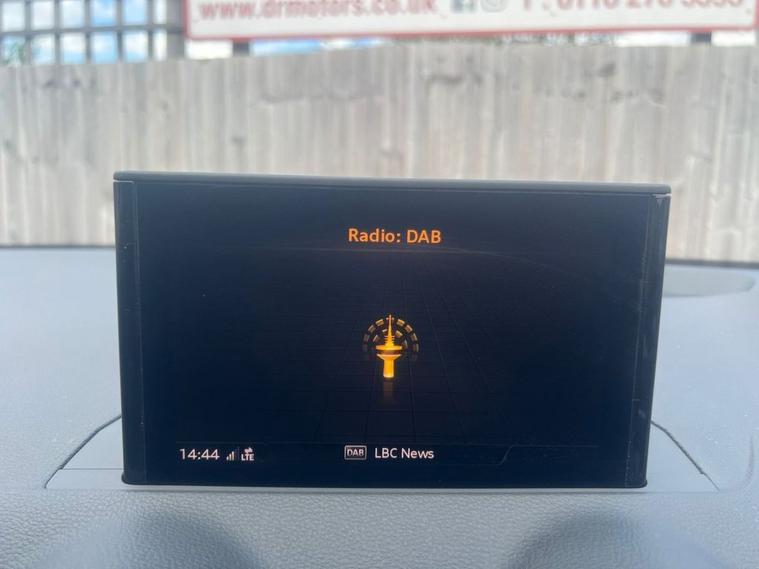 www.drmotors.co.uk
Radio: DAB
14:44 LTE DAB LBC News